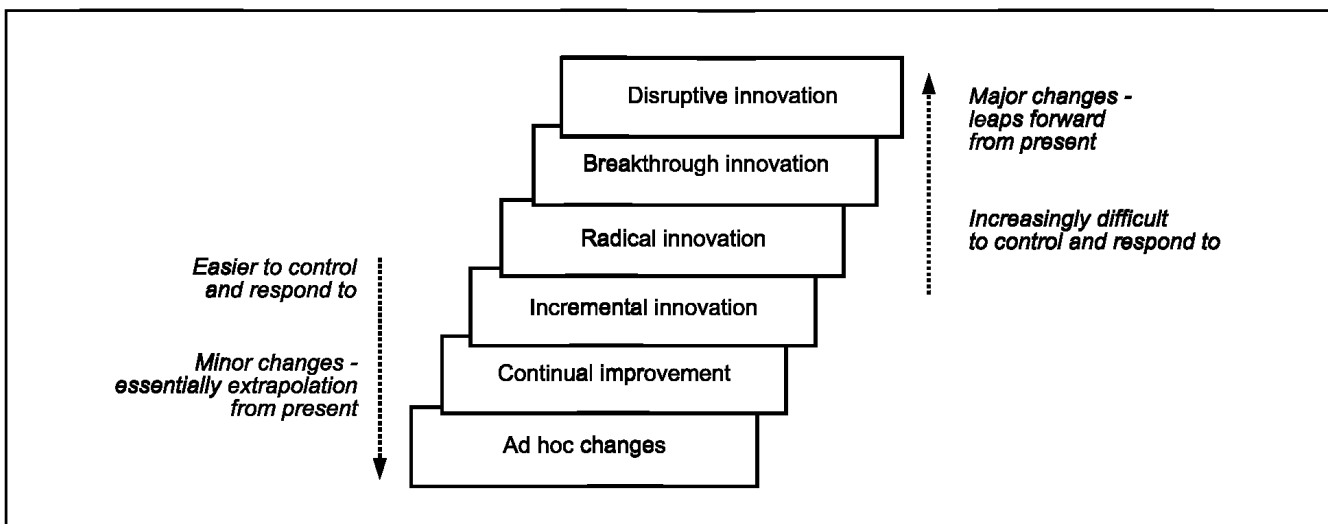 Disruptive innovation
Major changes -
leaps forward
from present
Breakthrough innovation
Radical innovation
Increasingly difficult
to control and respond to
Easier to control
and respond to
Incremental innovation
Minor changes -
essentially extrapolation
from present
Continual improvement
Ad hoc changes